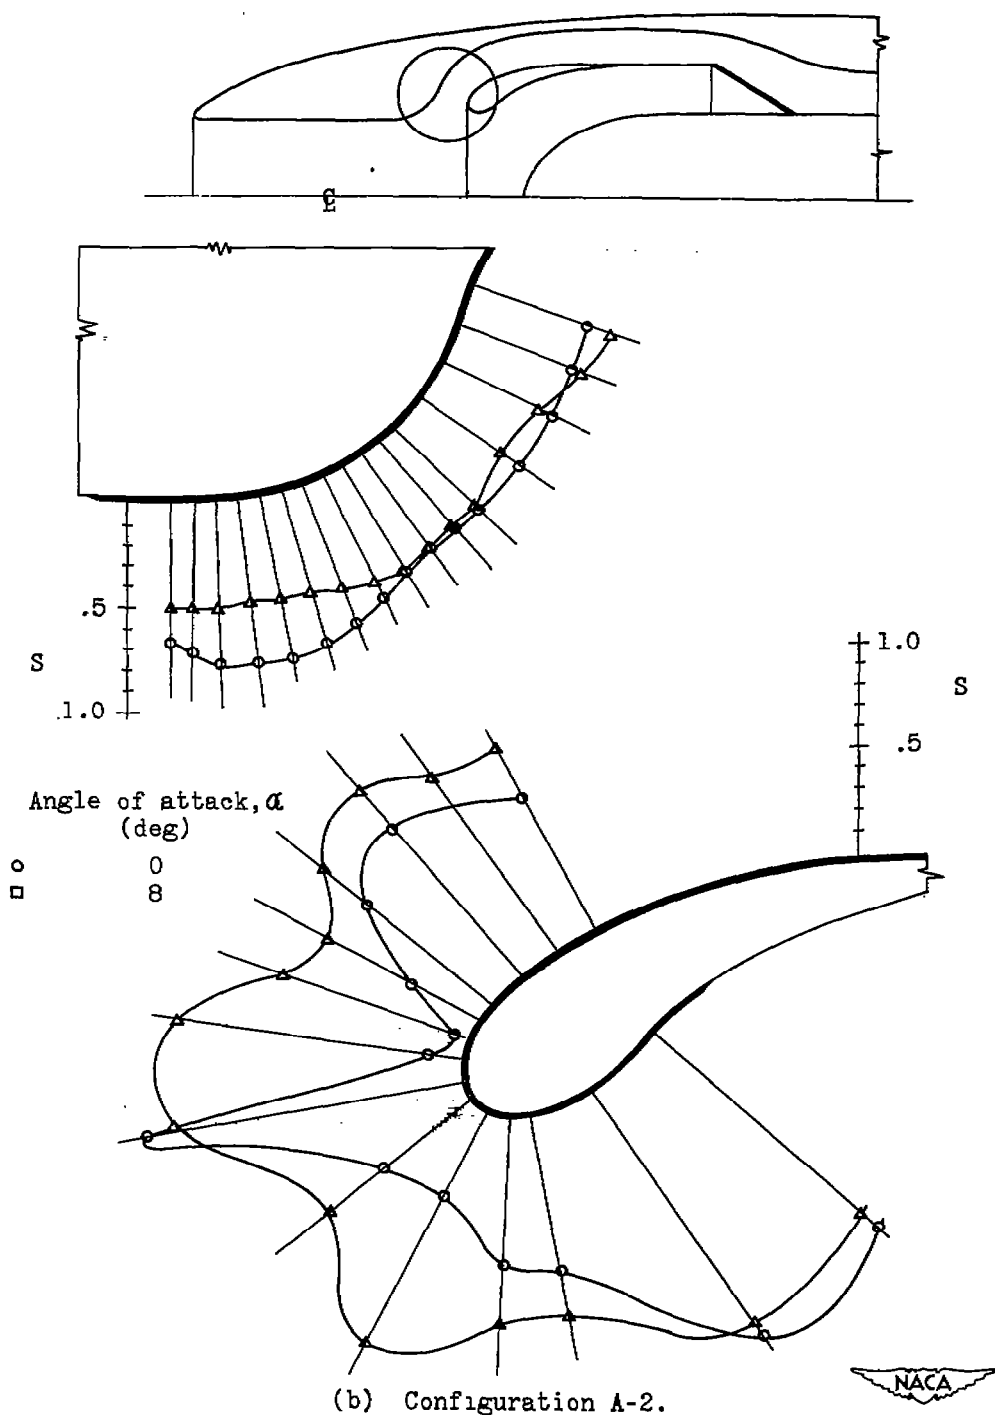 ℄
.5
S
1.0
1.0
S
.5
Angle of attack, α
(deg)
○ 0
□ 8
NACA
(b) Configuration A-2.